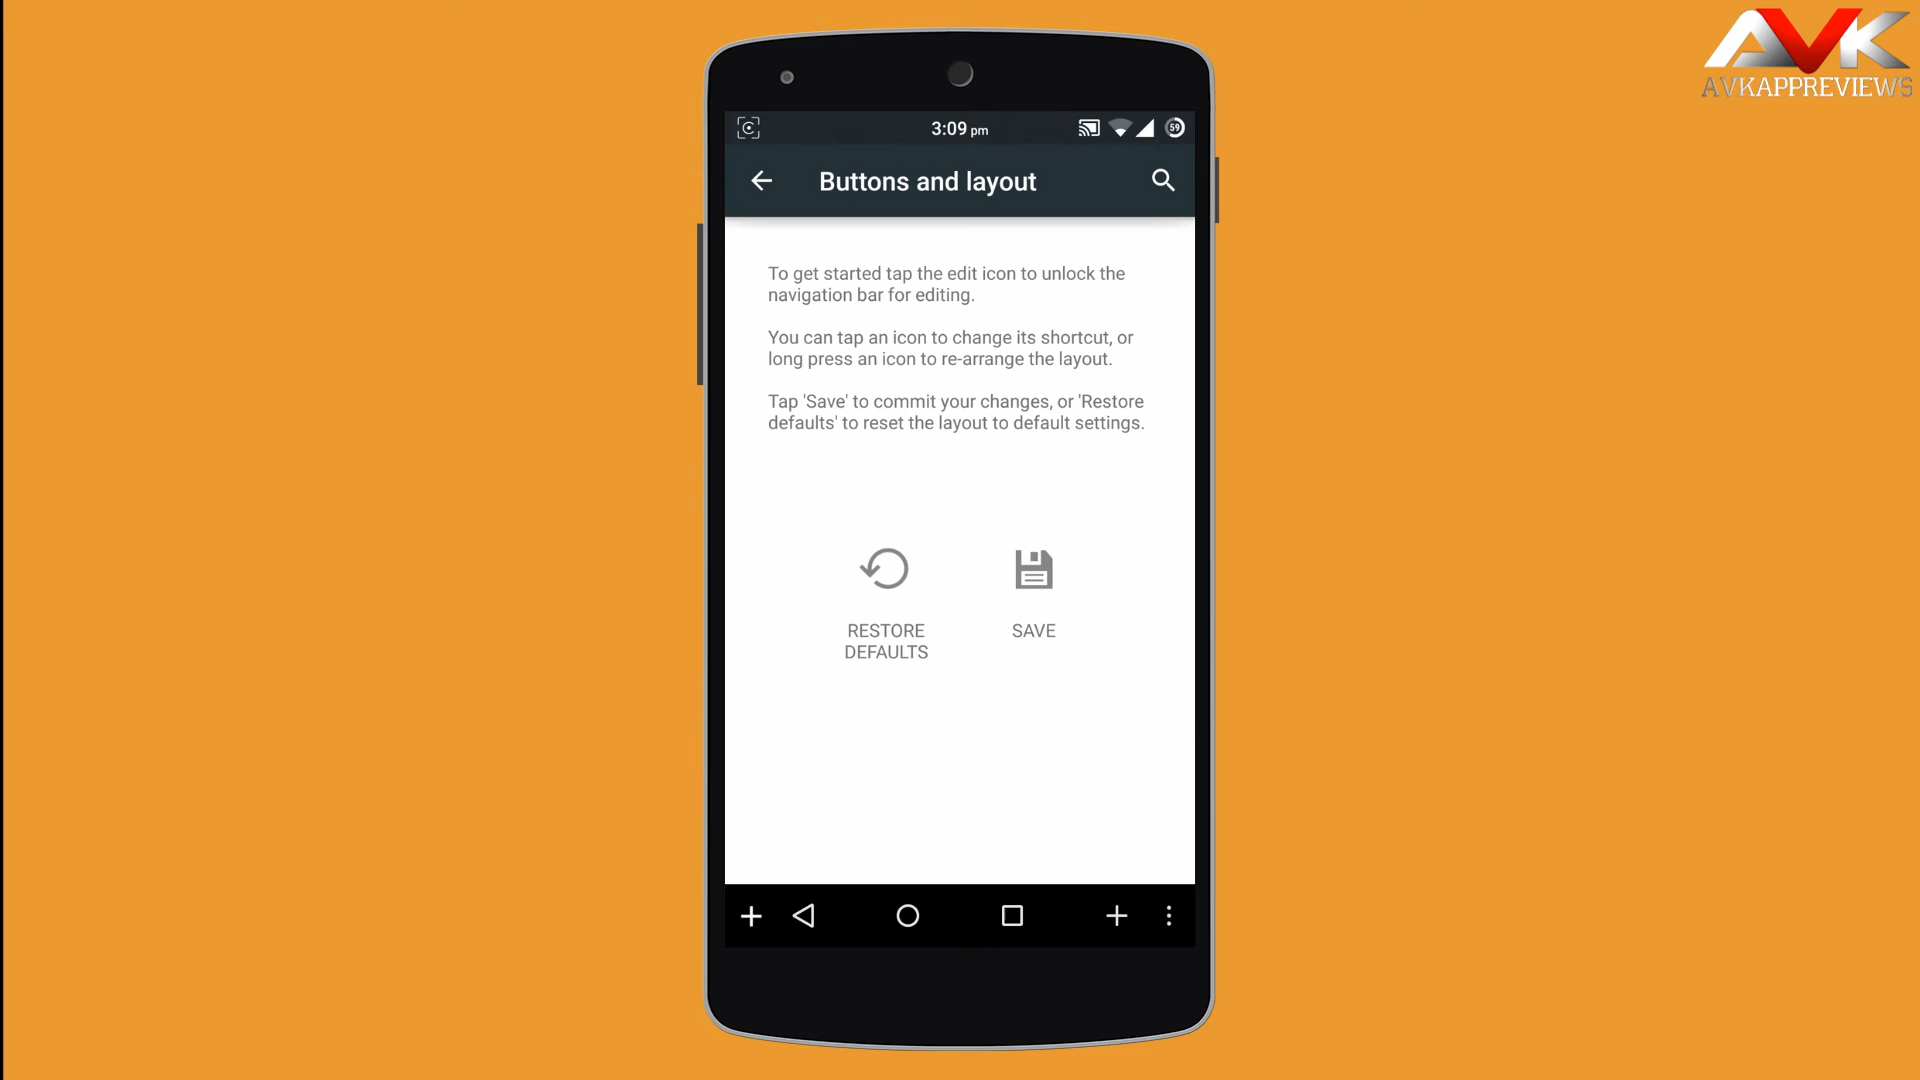 AVK
AVKAPPREVIEWS
3:09 pm
59
Buttons and layout
To get started tap the edit icon to unlock the
navigation bar for editing.
You can tap an icon to change its shortcut, or
long press an icon to re-arrange the layout.
Tap 'Save' to commit your changes, or 'Restore
defaults' to reset the layout to default settings.
RESTORE
DEFAULTS
SAVE